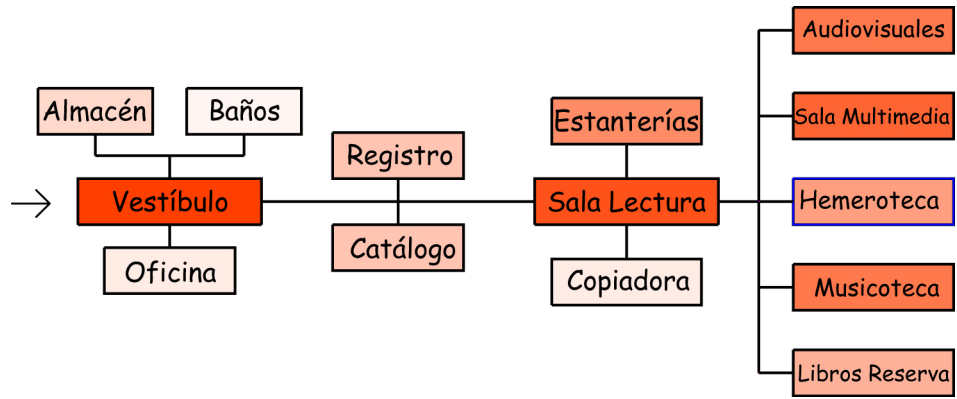 Audiovisuales
Almacén
Baños
Estanterías
Sala Multimedia
Registro
Vestíbulo
Sala Lectura
Hemeroteca
Catálogo
Oficina
Copiadora
Musicoteca
Libros Reserva